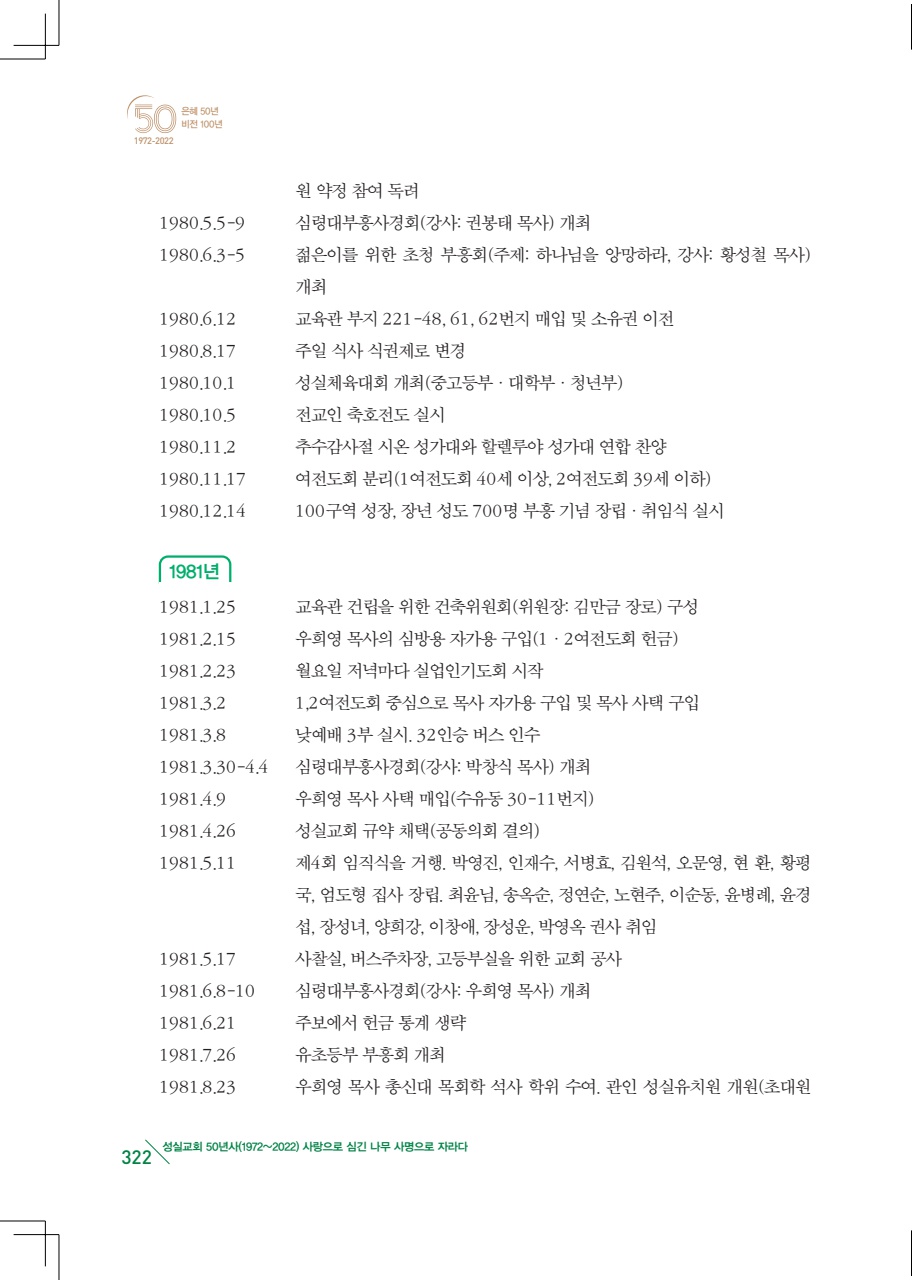 50 은혜 50년
비전 100년
1972-2022
원 약정 참여 독려
1980.5.5-9 심령대부흥사경회(강사: 권봉태 목사) 개최
1980.6.3-5 젊은이를 위한 초청 부흥회(주제: 하나님을 앙망하라, 강사: 황성철 목사)
개최
1980.6.12 교육관 부지 221-48, 61, 62번지 매입 및 소유권 이전
1980.8.17 주일 식사 식권제로 변경
1980.10.1 성실체육대회 개최(중고등부 · 대학부 · 청년부)
1980.10.5 전교인 축호전도 실시
1980.11.2 추수감사절 시온 성가대와 할렐루야 성가대 연합 찬양
1980.11.17 여전도회 분리(1여전도회 40세 이상, 2여전도회 39세 이하)
1980.12.14 100구역 성장, 장년 성도 700명 부흥 기념 장립 · 취임식 실시
1981년
1981.1.25 교육관 건립을 위한 건축위원회(위원장: 김만금 장로) 구성
1981.2.15 우희영 목사의 심방용 자가용 구입(1 · 2여전도회 헌금)
1981.2.23 월요일 저녁마다 실업인기도회 시작
1981.3.2 1,2여전도회 중심으로 목사 자가용 구입 및 목사 사택 구입
1981.3.8 낮예배 3부 실시. 32인승 버스 인수
1981.3.30-4.4 심령대부흥사경회(강사: 박창식 목사) 개최
1981.4.9 우희영 목사 사택 매입(수유동 30-11번지)
1981.4.26 성실교회 규약 채택(공동의회 결의)
1981.5.11 제4회 임직식을 거행. 박영진, 인재수, 서병효, 김원석, 오문영, 현 환, 황평
국, 엄도형 집사 장립. 최윤님, 송옥순, 정연순, 노현주, 이순동, 윤병례, 윤경
섭, 장성녀, 양희강, 이창애, 장성운, 박영옥 권사 취임
1981.5.17 사찰실, 버스주차장, 고등부실을 위한 교회 공사
1981.6.8-10 심령대부흥사경회(강사: 우희영 목사) 개최
1981.6.21 주보에서 헌금 통계 생략
1981.7.26 유초등부 부흥회 개최
1981.8.23 우희영 목사 총신대 목회학 석사 학위 수여. 관인 성실유치원 개원(초대원
322 성실교회 50년사(1972~2022) 사랑으로 심긴 나무 사명으로 자라다